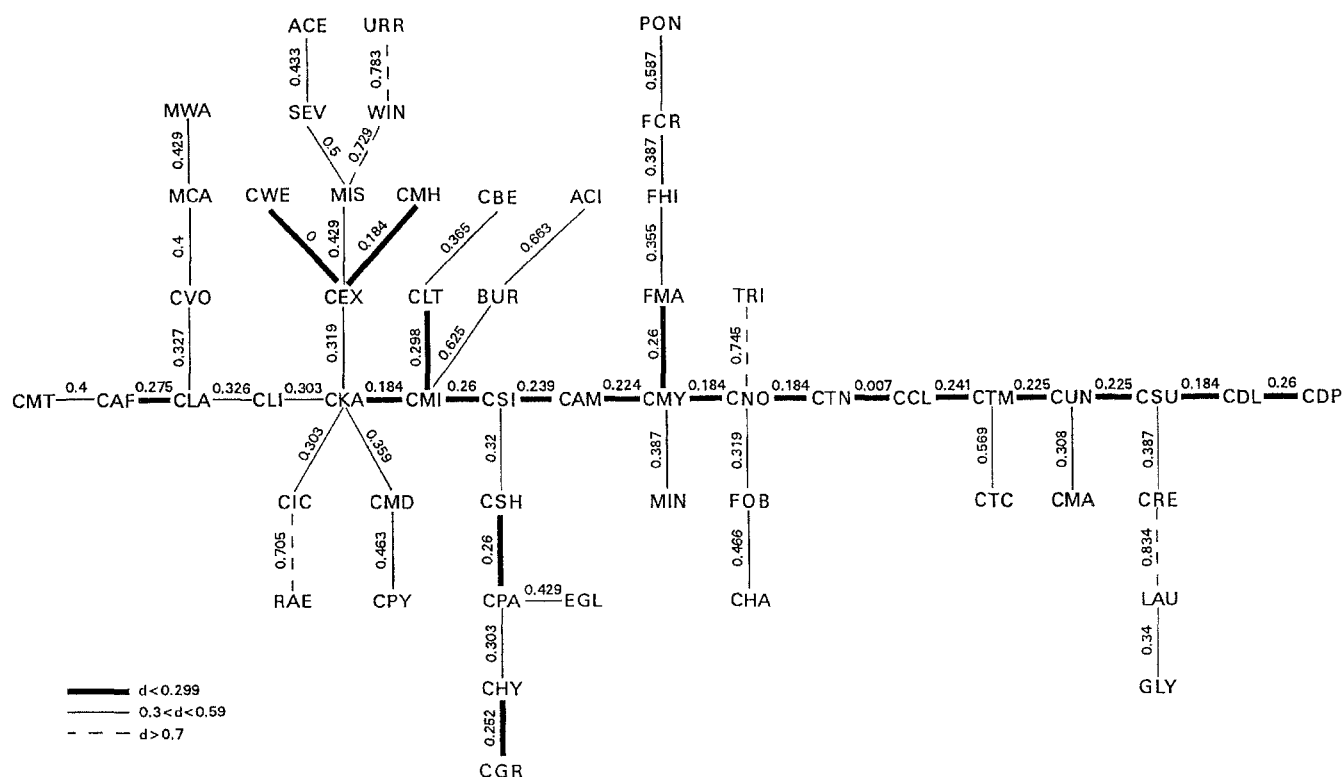 ACE URR PON
0.433 0.783 0.587
MWA SEV WIN FCR
0.429 0.5 0.729 0.387
MCA CWE MIS CMH CBE ACI FHI
0.4 0 0.429 0.184 0.365 0.663 0.355
CVO CEX CLT BUR FMA TRI
0.327 0.319 0.298 0.625 0.26 0.745
CMT 0.4 CAF 0.275 CLA 0.326 CLI 0.303 CKA 0.184 CMI 0.26 CSI 0.239 CAM 0.224 CMY 0.184 CNO 0.184 CTN 0.007 CCL 0.241 CTM 0.225 CUN 0.225 CSU 0.184 CDL 0.26 CDP
0.303 0.359 0.32 0.387 0.319 0.569 0.308 0.387
CIC CMD CSH MIN FOB CTC CMA CRE
0.705 0.463 0.26 0.466 0.834
RAE CPY CPA 0.429 EGL CHA LAU
0.303 0.34
CHY GLY
0.252
CGR
d<0.299
0.3<d<0.59
d>0.7